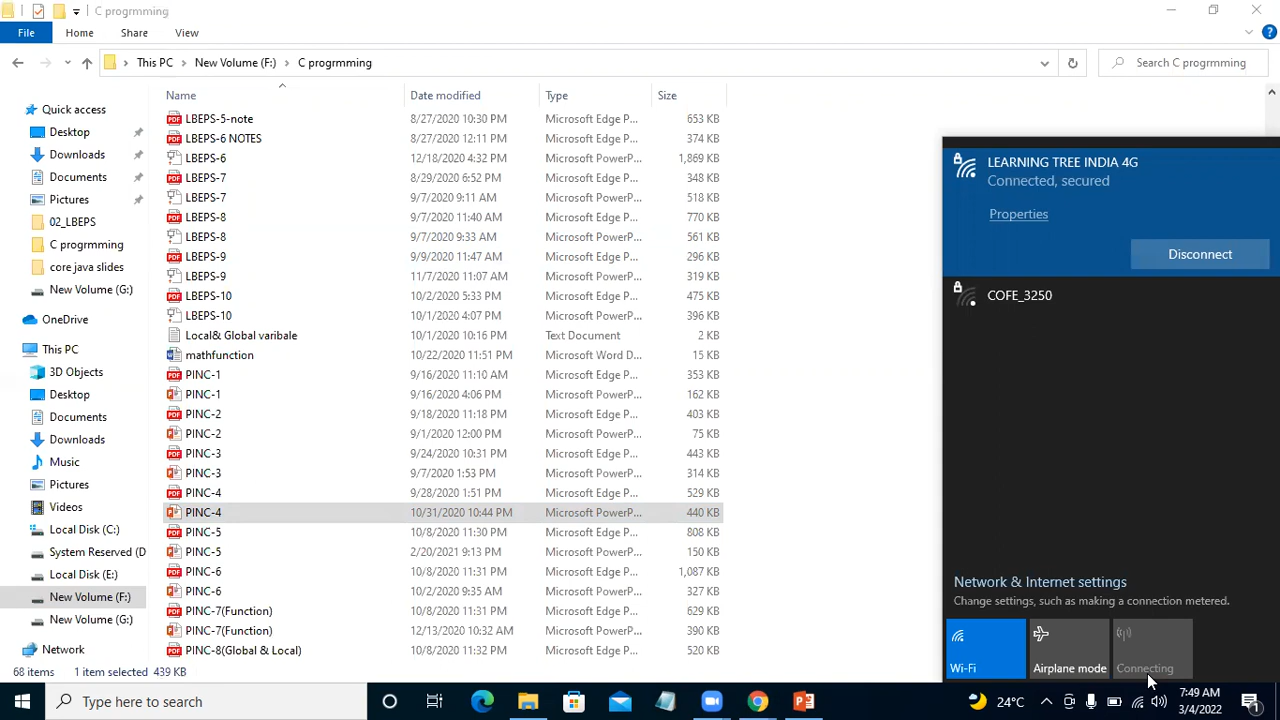 C progrmming
File Home Share View
This PC New Volume (F:) C progrmming Search C progrmming
Name Date modified Type Size
Quick access
Desktop
Downloads
Documents
Pictures
02_LBEPS
C progrmming
core java slides
New Volume (G:)
OneDrive
This PC
3D Objects
Desktop
Documents
Downloads
Music
Pictures
Videos
Local Disk (C:)
System Reserved (D
Local Disk (E:)
New Volume (F:)
New Volume (G:)
Network
LBEPS-5-note 8/27/2020 10:30 PM Microsoft Edge P... 653 KB
LBEPS-6 NOTES 8/27/2020 12:11 PM Microsoft Edge P... 374 KB
LBEPS-6 12/18/2020 4:32 PM Microsoft PowerP... 1,869 KB
LBEPS-7 8/29/2020 6:52 PM Microsoft Edge P... 348 KB
LBEPS-7 9/7/2020 9:11 AM Microsoft PowerP... 518 KB
LBEPS-8 9/7/2020 11:40 AM Microsoft Edge P... 770 KB
LBEPS-8 9/7/2020 9:33 AM Microsoft PowerP... 561 KB
LBEPS-9 9/9/2020 11:47 AM Microsoft Edge P... 296 KB
LBEPS-9 11/7/2020 11:07 AM Microsoft PowerP... 319 KB
LBEPS-10 10/2/2020 5:33 PM Microsoft Edge P... 475 KB
LBEPS-10 10/1/2020 4:07 PM Microsoft PowerP... 396 KB
Local& Global varibale 10/1/2020 10:16 PM Text Document 2 KB
mathfunction 10/22/2020 11:51 PM Microsoft Word D... 15 KB
PINC-1 9/16/2020 11:10 AM Microsoft Edge P... 353 KB
PINC-1 9/16/2020 4:06 PM Microsoft PowerP... 162 KB
PINC-2 9/18/2020 11:18 PM Microsoft Edge P... 403 KB
PINC-2 9/1/2020 12:00 PM Microsoft PowerP... 75 KB
PINC-3 9/24/2020 10:31 PM Microsoft Edge P... 443 KB
PINC-3 9/7/2020 1:53 PM Microsoft PowerP... 314 KB
PINC-4 9/28/2020 1:51 PM Microsoft Edge P... 529 KB
PINC-4 10/31/2020 10:44 PM Microsoft PowerP... 440 KB
PINC-5 10/8/2020 11:30 PM Microsoft Edge P... 808 KB
PINC-5 2/20/2021 9:13 PM Microsoft PowerP... 150 KB
PINC-6 10/8/2020 11:31 PM Microsoft Edge P... 1,087 KB
PINC-6 10/2/2020 9:35 AM Microsoft PowerP... 327 KB
PINC-7(Function) 10/8/2020 11:31 PM Microsoft Edge P... 629 KB
PINC-7(Function) 12/13/2020 10:32 AM Microsoft PowerP... 390 KB
PINC-8(Global & Local) 10/8/2020 11:32 PM Microsoft Edge P... 520 KB
68 items 1 item selected 439 KB
LEARNING TREE INDIA 4G
Connected, secured
Properties
Disconnect
COFE_3250
Network & Internet settings
Change settings, such as making a connection metered.
Wi-Fi Airplane mode Connecting
Type here to search
24°C
7:49 AM
3/4/2022
1